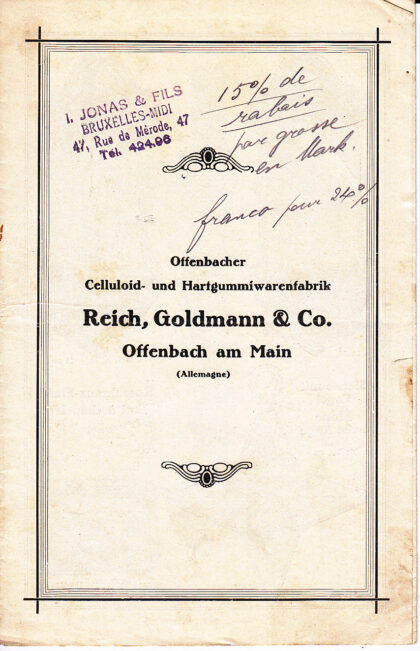 I. JONAS & FILS
BRUXELLES-MIDI
47, Rue de Mérode, 47
Tél. 424.96
15% de
rabais
par grosse
en Mark.
franco pour 24%
Offenbacher
Celluloid- und Hartgummiwarenfabrik
Reich, Goldmann & Co.
Offenbach am Main
(Allemagne)